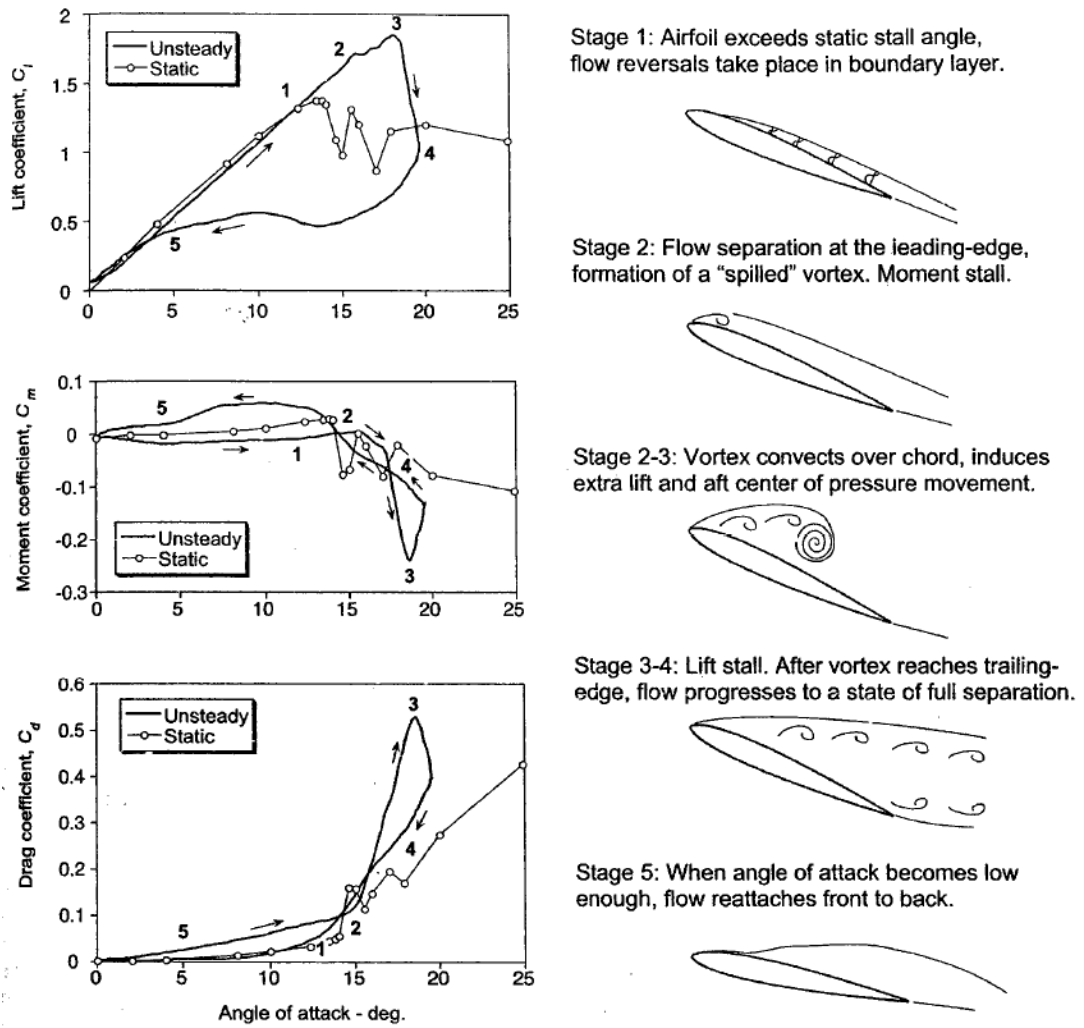 2
1.5
1
0.5
0
Lift coefficient, C_l
Unsteady
Static
1
2
3
4
5
0 5 10 15 20 25
Stage 1: Airfoil exceeds static stall angle,
flow reversals take place in boundary layer.
Stage 2: Flow separation at the leading-edge,
formation of a “spilled” vortex. Moment stall.
0.1
0
-0.1
-0.2
-0.3
Moment coefficient, C_m
5
1
2
4
3
Unsteady
Static
0 5 10 15 20 25
Stage 2-3: Vortex convects over chord, induces
extra lift and aft center of pressure movement.
Stage 3-4: Lift stall. After vortex reaches trailing-
edge, flow progresses to a state of full separation.
0.6
0.5
0.4
0.3
0.2
0.1
0
Drag coefficient, C_d
Unsteady
Static
3
4
5
2
1
0 5 10 15 20 25
Angle of attack - deg.
Stage 5: When angle of attack becomes low
enough, flow reattaches front to back.